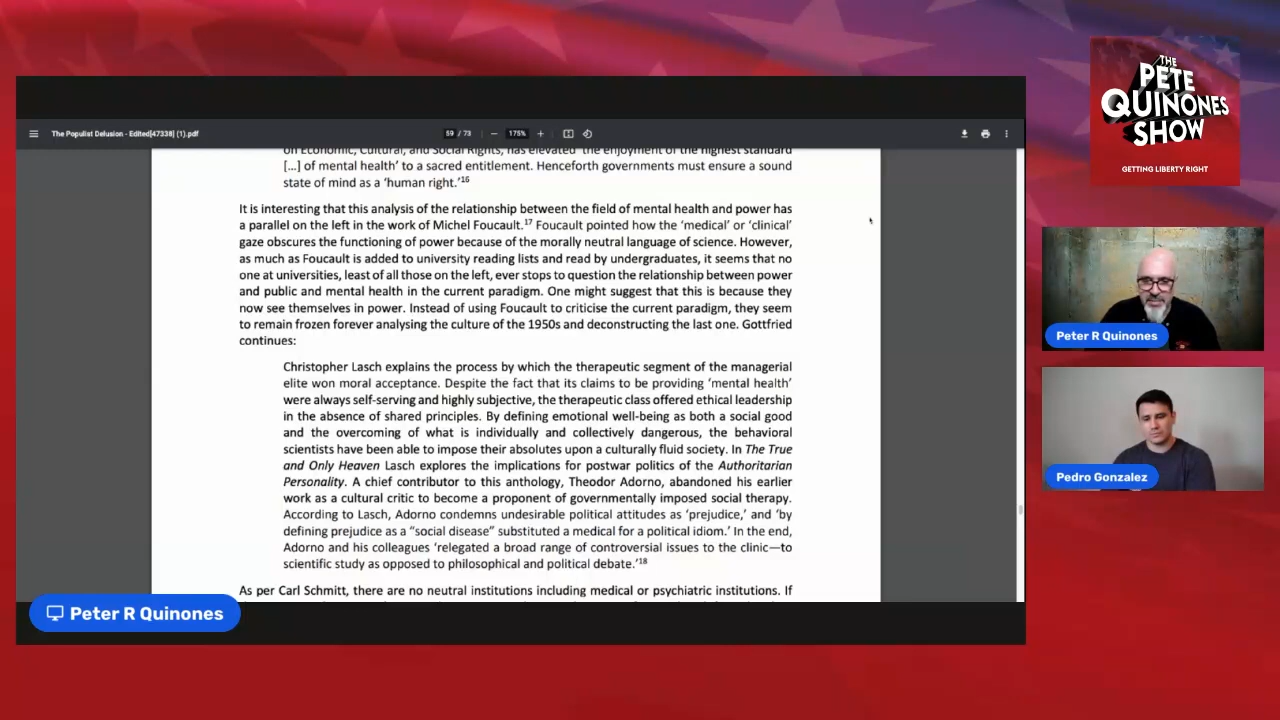 The Populist Delusion - Edited[47338] (1).pdf
59 / 73
175%
on Economic, Cultural, and Social Rights, has elevated 'the enjoyment of the highest standard
[...] of mental health' to a sacred entitlement. Henceforth governments must ensure a sound
state of mind as a 'human right.'16
It is interesting that this analysis of the relationship between the field of mental health and power has
a parallel on the left in the work of Michel Foucault.17 Foucault pointed how the 'medical' or 'clinical'
gaze obscures the functioning of power because of the morally neutral language of science. However,
as much as Foucault is added to university reading lists and read by undergraduates, it seems that no
one at universities, least of all those on the left, ever stops to question the relationship between power
and public and mental health in the current paradigm. One might suggest that this is because they
now see themselves in power. Instead of using Foucault to criticise the current paradigm, they seem
to remain frozen forever analysing the culture of the 1950s and deconstructing the last one. Gottfried
continues:
Christopher Lasch explains the process by which the therapeutic segment of the managerial
elite won moral acceptance. Despite the fact that its claims to be providing 'mental health'
were always self-serving and highly subjective, the therapeutic class offered ethical leadership
in the absence of shared principles. By defining emotional well-being as both a social good
and the overcoming of what is individually and collectively dangerous, the behavioral
scientists have been able to impose their absolutes upon a culturally fluid society. In The True
and Only Heaven Lasch explores the implications for postwar politics of the Authoritarian
Personality. A chief contributor to this anthology, Theodor Adorno, abandoned his earlier
work as a cultural critic to become a proponent of governmentally imposed social therapy.
According to Lasch, Adorno condemns undesirable political attitudes as 'prejudice,' and 'by
defining prejudice as a "social disease" substituted a medical for a political idiom.' In the end,
Adorno and his colleagues 'relegated a broad range of controversial issues to the clinic—to
scientific study as opposed to philosophical and political debate.'18
As per Carl Schmitt, there are no neutral institutions including medical or psychiatric institutions. If
Peter R Quinones
THE
PETE
QUINONES
SHOW
GETTING LIBERTY RIGHT
Peter R Quinones
Pedro Gonzalez